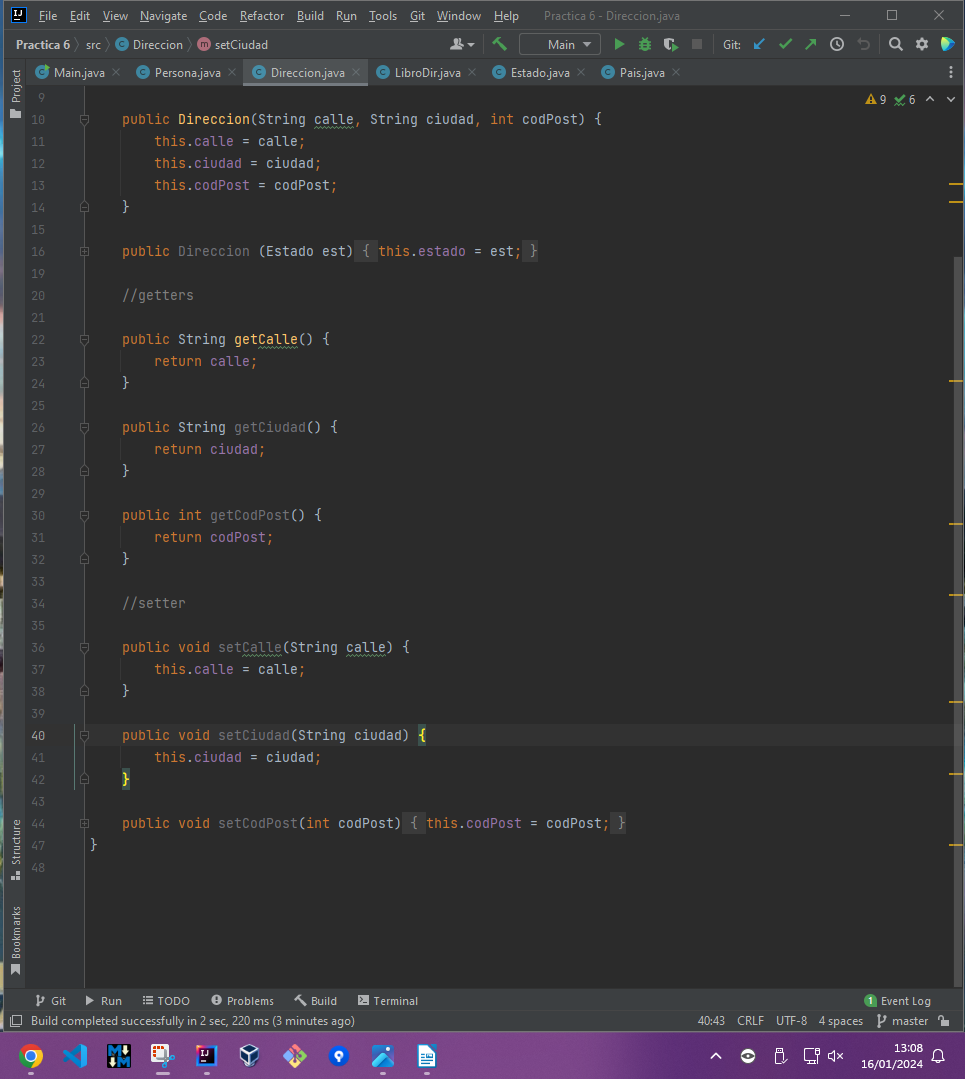 File Edit View Navigate Code Refactor Build Run Tools Git Window Help Practica 6 - Direccion.java
Practica 6 src Direccion setCiudad Main Git:
Main.java Persona.java Direccion.java LibroDir.java Estado.java Pais.java
Project
9 9 6
10 public Direccion(String calle, String ciudad, int codPost) {
11 this.calle = calle;
12 this.ciudad = ciudad;
13 this.codPost = codPost;
14 }
15
16 public Direccion (Estado est) { this.estado = est; }
19
20 //getters
21
22 public String getCalle() {
23 return calle;
24 }
25
26 public String getCiudad() {
27 return ciudad;
28 }
29
30 public int getCodPost() {
31 return codPost;
32 }
33
34 //setter
35
36 public void setCalle(String calle) {
37 this.calle = calle;
38 }
39
40 public void setCiudad(String ciudad) {
41 this.ciudad = ciudad;
42 }
43
44 public void setCodPost(int codPost) { this.codPost = codPost; }
47 }
48
Structure
Bookmarks
Git Run TODO Problems Build Terminal 1 Event Log
Build completed successfully in 2 sec, 220 ms (3 minutes ago) 40:43 CRLF UTF-8 4 spaces master
13:08
16/01/2024